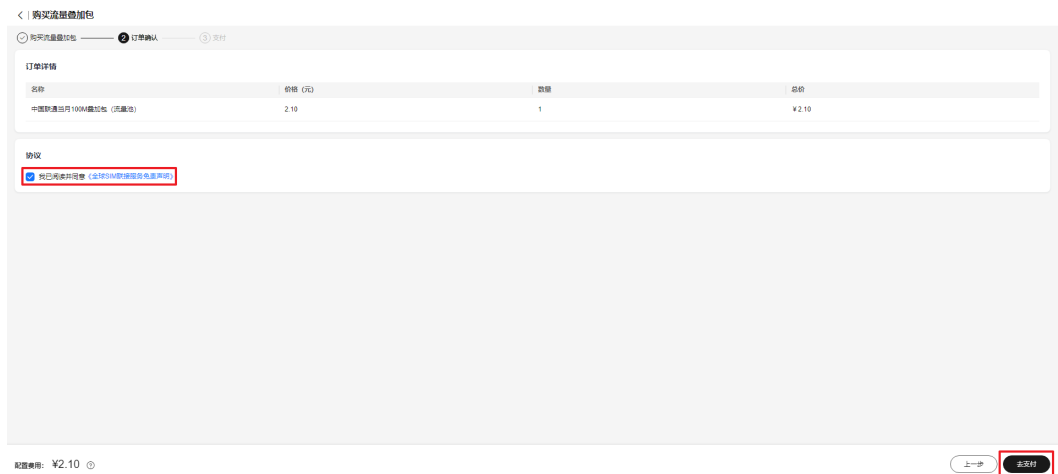 购买流量叠加包
购买流量叠加包 2 订单确认 3 支付
订单详情
名称 价格（元） 数量 总价
中国联通当月100M叠加包（流量池） 2.10 1 ¥2.10
协议
我已阅读并同意《全球SIM联接服务免责声明》
配置费用: ¥2.10 上一步 去支付